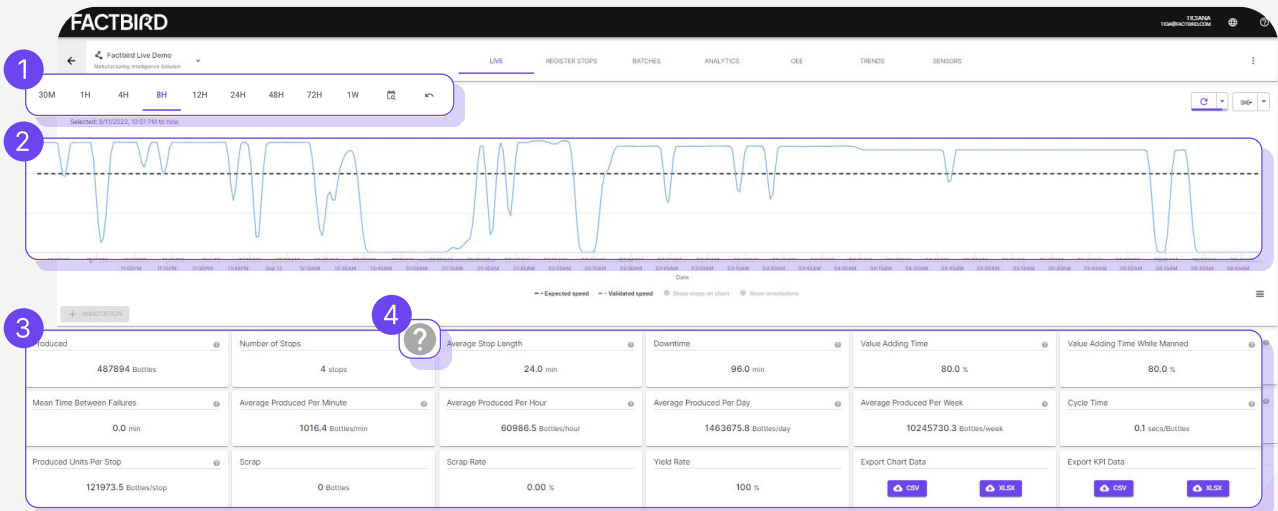 FACTBIRD
TICIANA
TIGA@FACTBIRD.COM
1
Factbird Live Demo
Manufacturing Intelligence Solution
LIVE REGISTER STOPS BATCHES ANALYTICS OEE TRENDS SENSORS
30M 1H 4H 8H 12H 24H 48H 72H 1W
Selected: 9/11/2023, 10:51 PM to now
2
11:00PM 11:15PM 11:30PM 11:45PM Sep 12 12:15AM 12:30AM 12:45AM 01:00AM 01:15AM 01:30AM 01:45AM 02:00AM 02:15AM 02:30AM 02:45AM 03:00AM 03:15AM 03:30AM 03:45AM 04:00AM 04:15AM 04:30AM 04:45AM 05:00AM 05:15AM 05:30AM 05:45AM 06:00AM 06:15AM 06:30AM 06:45AM
Date
Expected speed Validated speed Show stops on chart Show annotations
+ ANNOTATION
3
4
?
Produced Number of Stops Average Stop Length Downtime Value Adding Time Value Adding Time While Manned
487894 Bottles 4 stops 24.0 min 96.0 min 80.0 % 80.0 %
Mean Time Between Failures Average Produced Per Minute Average Produced Per Hour Average Produced Per Day Average Produced Per Week Cycle Time
0.0 min 1016.4 Bottles/min 60986.5 Bottles/hour 1463675.8 Bottles/day 10245730.3 Bottles/week 0.1 secs/Bottles
Produced Units Per Stop Scrap Scrap Rate Yield Rate Export Chart Data Export KPI Data
121973.5 Bottles/stop 0 Bottles 0.00 % 100 % CSV XLSX CSV XLSX